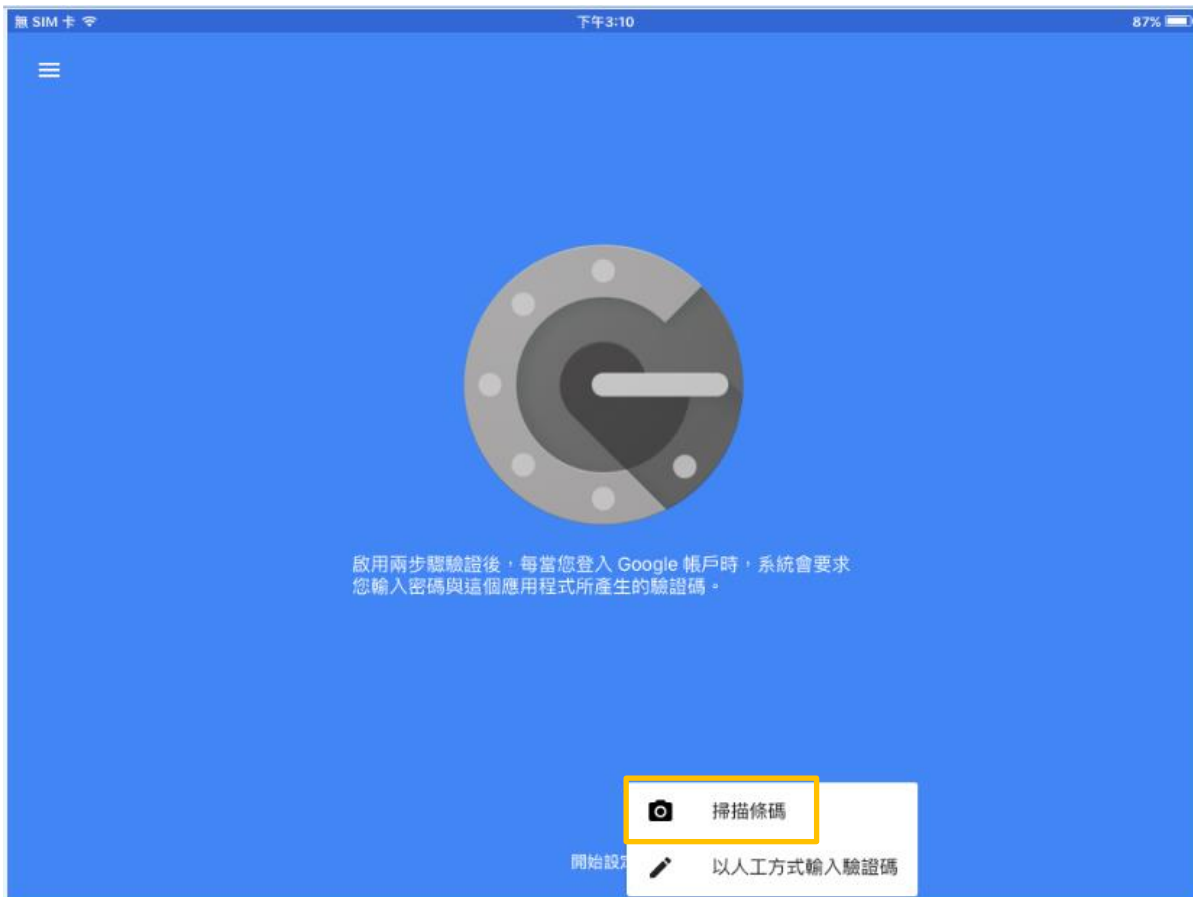 無 SIM 卡
下午3:10
87%
啟用兩步驟驗證後，每當您登入 Google 帳戶時，系統會要求
您輸入密碼與這個應用程式所產生的驗證碼。
掃描條碼
開始設定
以人工方式輸入驗證碼